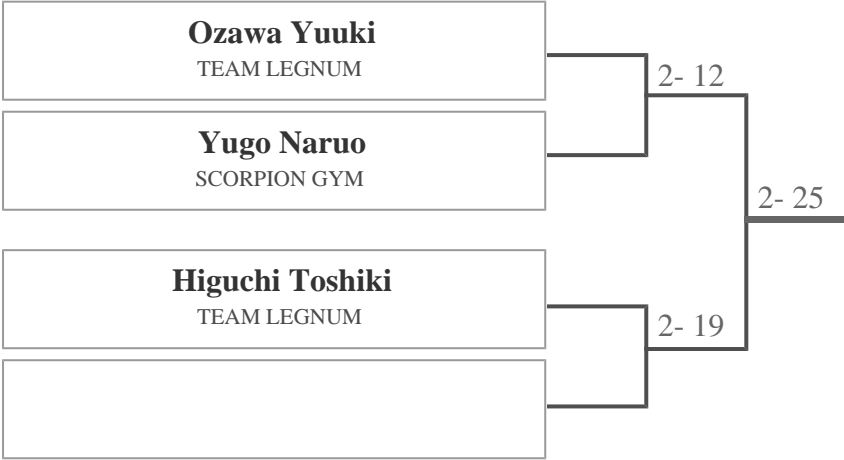 Ozawa Yuuki
TEAM LEGNUM
2- 12
Yugo Naruo
SCORPION GYM
2- 25
Higuchi Toshiki
TEAM LEGNUM
2- 19